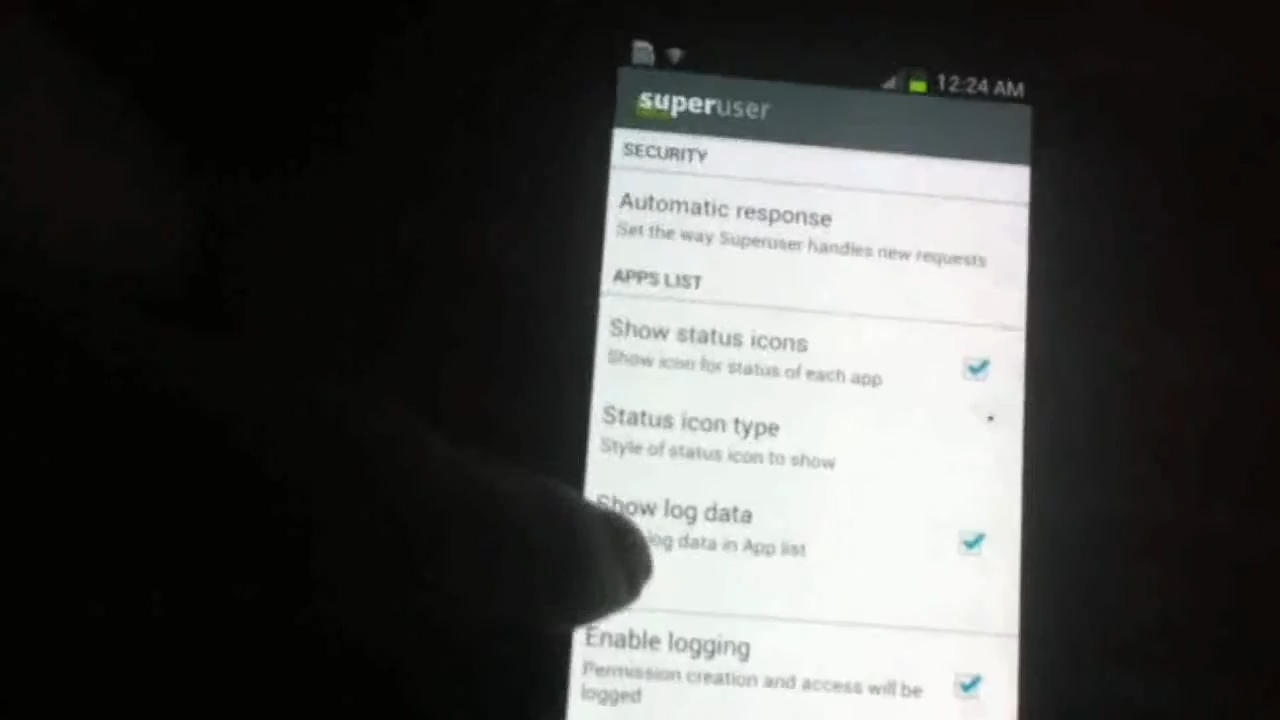 12:24 AM
superuser
SECURITY
Automatic response
Set the way Superuser handles new requests
APPS LIST
Show status icons
Show icon for status of each app
Status icon type
Style of status icon to show
Show log data
log data in App list
Enable logging
Permission creation and access will be
logged